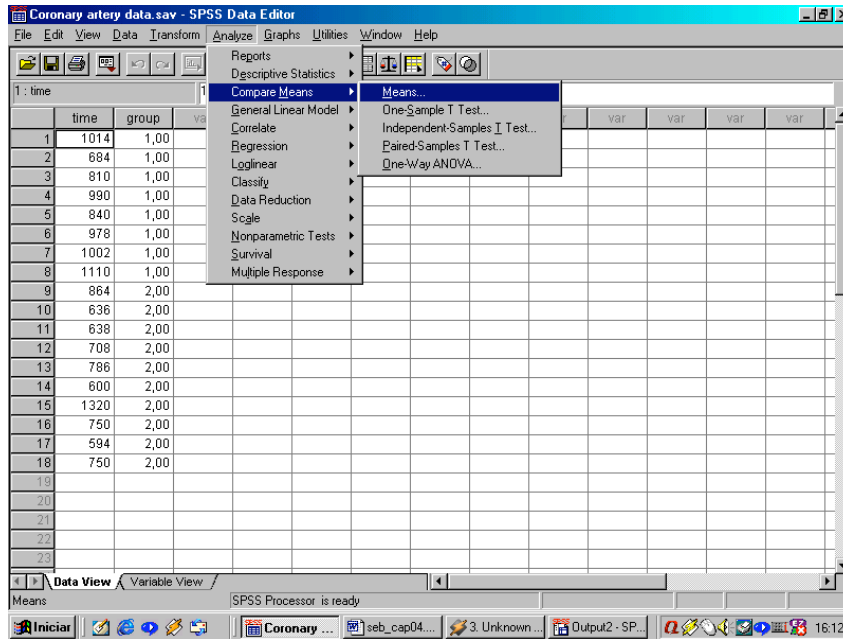 Coronary artery data.sav - SPSS Data Editor
File Edit View Data Transform Analyze Graphs Utilities Window Help
1 : time
Reports
Descriptive Statistics
Compare Means
General Linear Model
Correlate
Regression
Loglinear
Classify
Data Reduction
Scale
Nonparametric Tests
Survival
Multiple Response
Means...
One-Sample T Test...
Independent-Samples T Test...
Paired-Samples T Test...
One-Way ANOVA...
time group va r var var var var
1 1014 1,00
2 684 1,00
3 810 1,00
4 990 1,00
5 840 1,00
6 978 1,00
7 1002 1,00
8 1110 1,00
9 864 2,00
10 636 2,00
11 638 2,00
12 708 2,00
13 786 2,00
14 600 2,00
15 1320 2,00
16 750 2,00
17 594 2,00
18 750 2,00
19
20
21
22
23
Data View Variable View
Means SPSS Processor is ready
Iniciar Coronary ... seb_cap04.... 3. Unknown ... Output2 - SP... 16:12